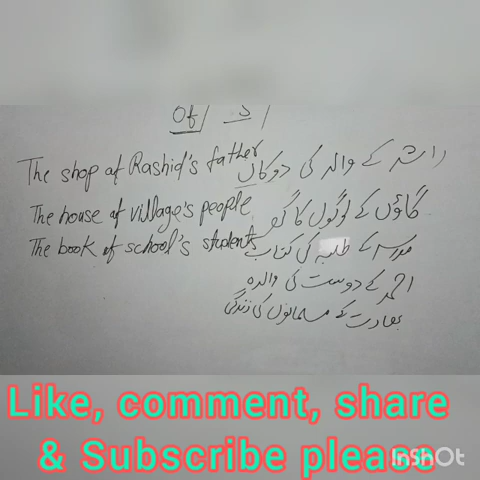 Of / 's /
The shop of Rashid's father راشد کے والد کی دوکان
The house of village's people گاؤں کے لوگوں کا گھر
The book of school's students مدرسہ کے طلبہ کی کتاب
احمد کے دوست کی والدہ
بھارت کے مسلمانوں کی زندگی
Like, comment, share
& Subscribe please
InShOt